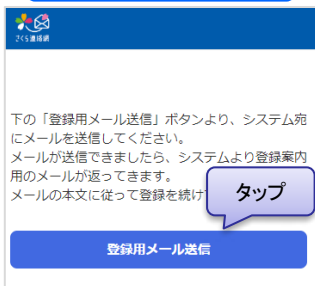 さくら連絡網
下の「登録用メール送信」ボタンより、システム宛
にメールを送信してください。
メールが送信できましたら、システムより登録案内
用のメールが返ってきます。
メールの本文に従って登録を続け
タップ
登録用メール送信